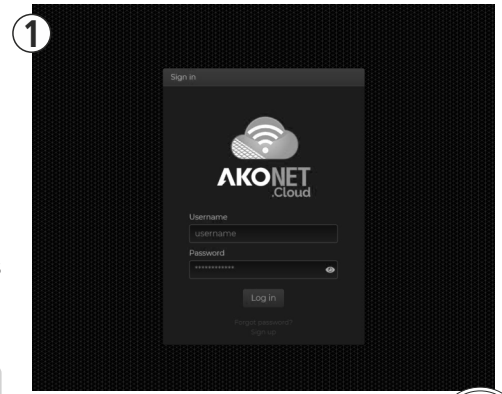 1
Sign in
AKONET
.Cloud
Username
username
Password
************
Log in
Forgot password?
Sign up